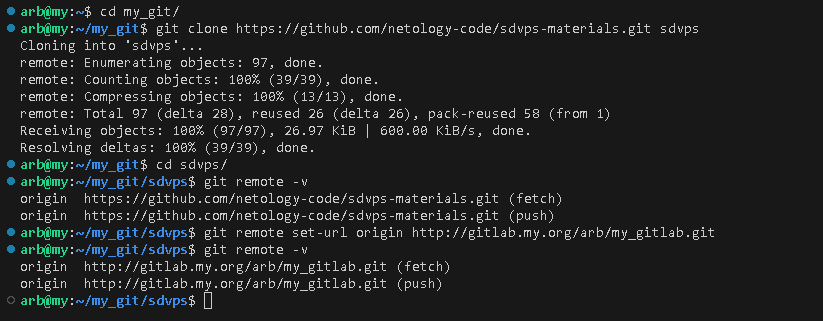 arb@my:~$ cd my_git/
arb@my:~/my_git$ git clone https://github.com/netology-code/sdvps-materials.git sdvps
Cloning into 'sdvps'...
remote: Enumerating objects: 97, done.
remote: Counting objects: 100% (39/39), done.
remote: Compressing objects: 100% (13/13), done.
remote: Total 97 (delta 28), reused 26 (delta 26), pack-reused 58 (from 1)
Receiving objects: 100% (97/97), 26.97 KiB | 600.00 KiB/s, done.
Resolving deltas: 100% (39/39), done.
arb@my:~/my_git$ cd sdvps/
arb@my:~/my_git/sdvps$ git remote -v
origin  https://github.com/netology-code/sdvps-materials.git (fetch)
origin  https://github.com/netology-code/sdvps-materials.git (push)
arb@my:~/my_git/sdvps$ git remote set-url origin http://gitlab.my.org/arb/my_gitlab.git
arb@my:~/my_git/sdvps$ git remote -v
origin  http://gitlab.my.org/arb/my_gitlab.git (fetch)
origin  http://gitlab.my.org/arb/my_gitlab.git (push)
arb@my:~/my_git/sdvps$